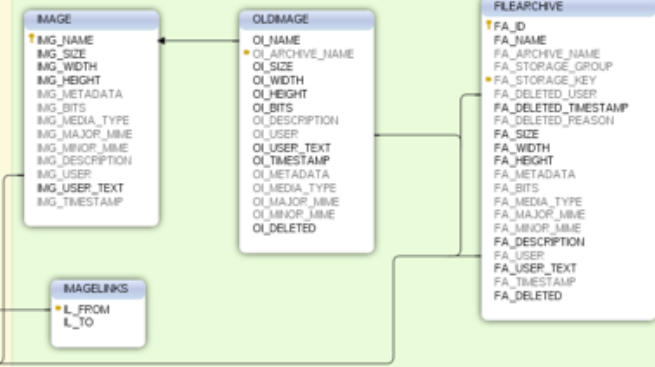 IMAGE
IMG_NAME
IMG_SIZE
IMG_WIDTH
IMG_HEIGHT
IMG_METADATA
IMG_BITS
IMG_MEDIA_TYPE
IMG_MAJOR_MIME
IMG_MINOR_MIME
IMG_DESCRIPTION
IMG_USER
IMG_USER_TEXT
IMG_TIMESTAMP
OLDIMAGE
OI_NAME
OI_ARCHIVE_NAME
OI_SIZE
OI_WIDTH
OI_HEIGHT
OI_BITS
OI_DESCRIPTION
OI_USER
OI_USER_TEXT
OI_TIMESTAMP
OI_METADATA
OI_MEDIA_TYPE
OI_MAJOR_MIME
OI_MINOR_MIME
OI_DELETED
FILEARCHIVE
FA_ID
FA_NAME
FA_ARCHIVE_NAME
FA_STORAGE_GROUP
FA_STORAGE_KEY
FA_DELETED_USER
FA_DELETED_TIMESTAMP
FA_DELETED_REASON
FA_SIZE
FA_WIDTH
FA_HEIGHT
FA_METADATA
FA_BITS
FA_MEDIA_TYPE
FA_MAJOR_MIME
FA_MINOR_MIME
FA_DESCRIPTION
FA_USER
FA_USER_TEXT
FA_TIMESTAMP
FA_DELETED
IMAGELINKS
IL_FROM
IL_TO